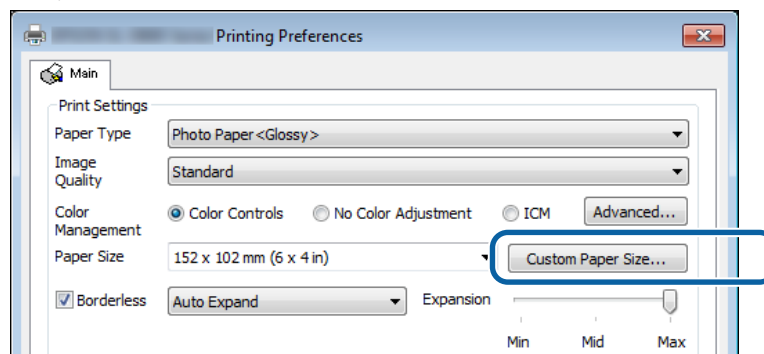 Printing Preferences
Main
Print Settings
Paper Type Photo Paper<Glossy>
Image Quality Standard
Color Management Color Controls No Color Adjustment ICM Advanced...
Paper Size 152 x 102 mm (6 x 4 in) Custom Paper Size...
Borderless Auto Expand Expansion
Min Mid Max